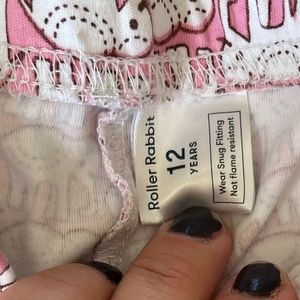 Roller Rabbit
12
YEARS
Wear Snug Fitting
Not flame resistant